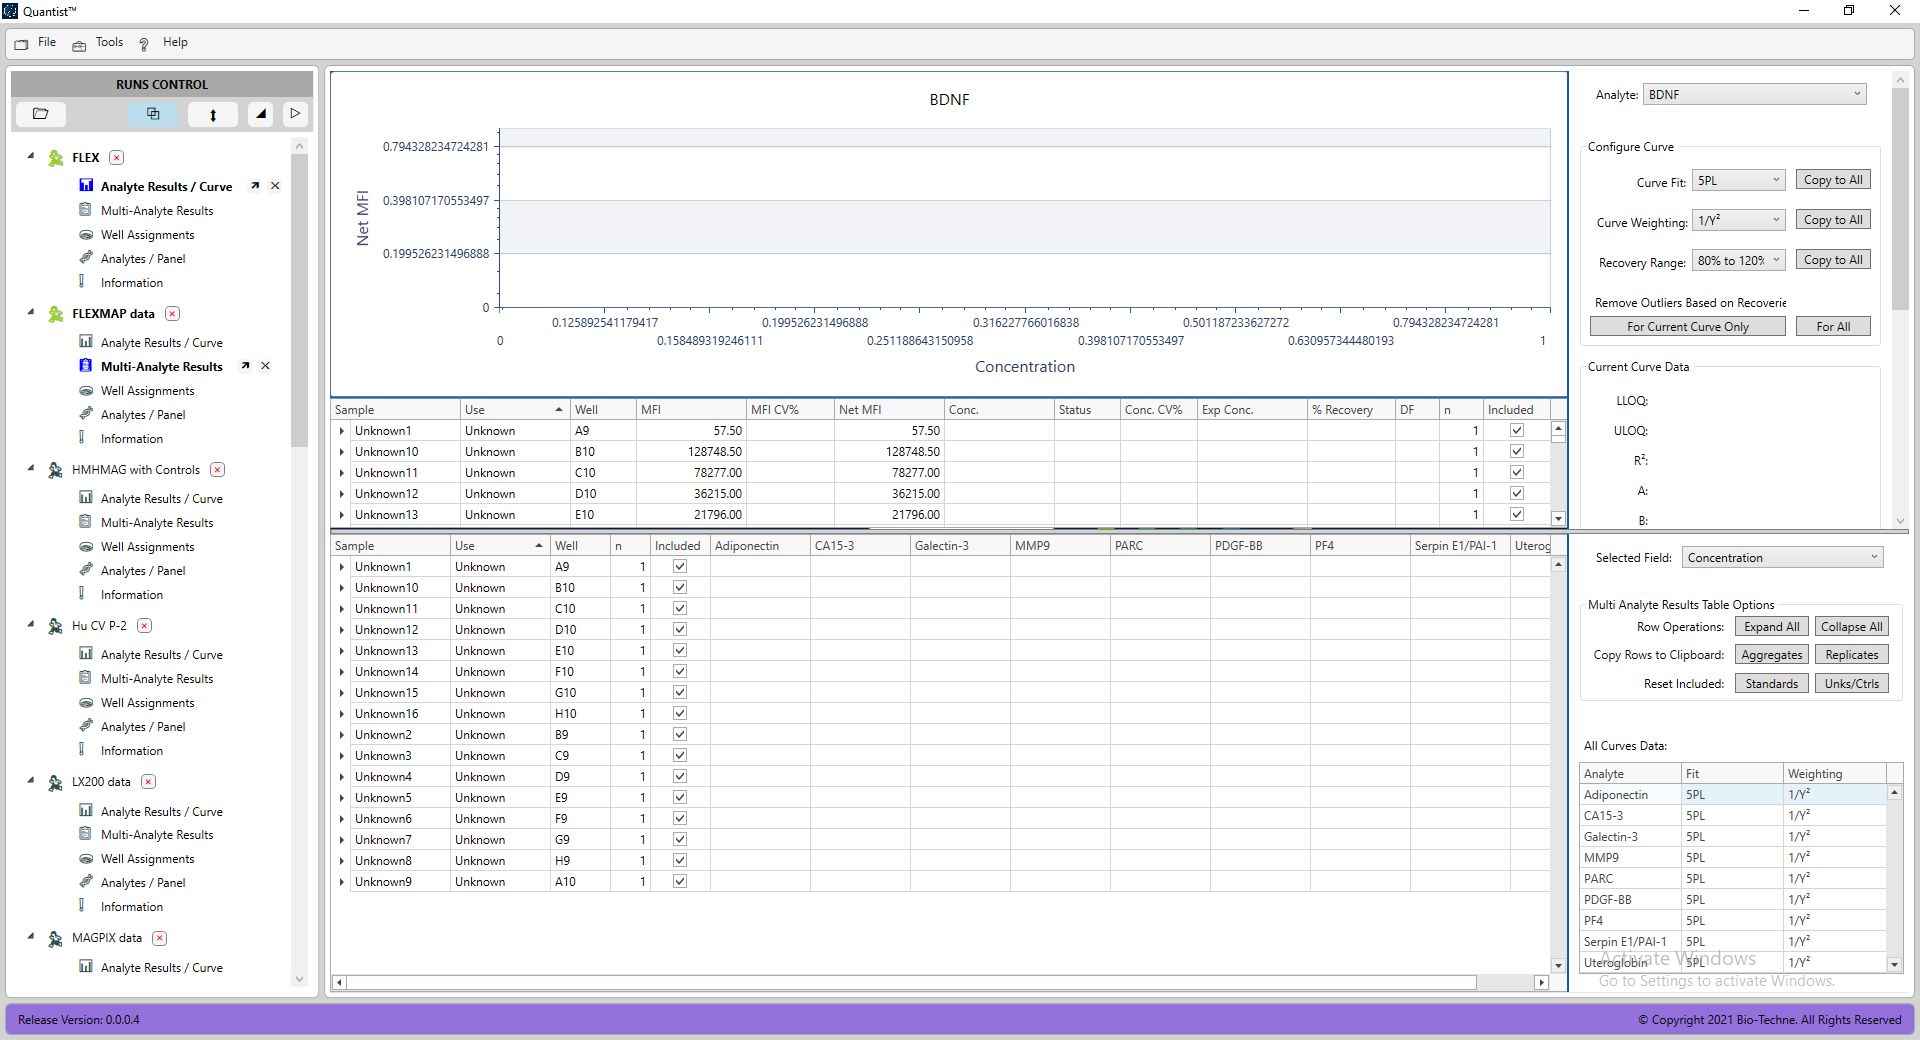 Quantist™
File Tools ? Help
RUNS CONTROL
FLEX
Analyte Results / Curve
Multi-Analyte Results
Well Assignments
Analytes / Panel
Information
FLEXMAP data
Analyte Results / Curve
Multi-Analyte Results
Well Assignments
Analytes / Panel
Information
HMHMAG with Controls
Analyte Results / Curve
Multi-Analyte Results
Well Assignments
Analytes / Panel
Information
Hu CV P-2
Analyte Results / Curve
Multi-Analyte Results
Well Assignments
Analytes / Panel
Information
LX200 data
Analyte Results / Curve
Multi-Analyte Results
Well Assignments
Analytes / Panel
Information
MAGPIX data
Analyte Results / Curve
BDNF
Net MFI
0.794328234724281
0.398107170553497
0.199526231496888
0
0.125892541179417 0.199526231496888 0.316227766016838 0.501187233627272 0.794328234724281
0 0.158489319246111 0.251188643150958 0.398107170553497 0.630957344480193 1
Concentration
Sample Use Well MFI MFI CV% Net MFI Conc. Status Conc. CV% Exp Conc. % Recovery DF n Included
Unknown1 Unknown A9 57.50 57.50 1
Unknown10 Unknown B10 128748.50 128748.50 1
Unknown11 Unknown C10 78277.00 78277.00 1
Unknown12 Unknown D10 36215.00 36215.00 1
Unknown13 Unknown E10 21796.00 21796.00 1
Sample Use Well n Included Adiponectin CA15-3 Galectin-3 MMP9 PARC PDGF-BB PF4 Serpin E1/PAI-1 Uterog
Unknown1 Unknown A9 1
Unknown10 Unknown B10 1
Unknown11 Unknown C10 1
Unknown12 Unknown D10 1
Unknown13 Unknown E10 1
Unknown14 Unknown F10 1
Unknown15 Unknown G10 1
Unknown16 Unknown H10 1
Unknown2 Unknown B9 1
Unknown3 Unknown C9 1
Unknown4 Unknown D9 1
Unknown5 Unknown E9 1
Unknown6 Unknown F9 1
Unknown7 Unknown G9 1
Unknown8 Unknown H9 1
Unknown9 Unknown A10 1
Analyte: BDNF
Configure Curve
Curve Fit: 5PL Copy to All
Curve Weighting: 1/Y² Copy to All
Recovery Range: 80% to 120% Copy to All
Remove Outliers Based on Recoverie
For Current Curve Only For All
Current Curve Data
LLOQ:
ULOQ:
R²:
A:
B:
Selected Field: Concentration
Multi Analyte Results Table Options
Row Operations: Expand All Collapse All
Copy Rows to Clipboard: Aggregates Replicates
Reset Included: Standards Unks/Ctrls
All Curves Data:
Analyte Fit Weighting
Adiponectin 5PL 1/Y²
CA15-3 5PL 1/Y²
Galectin-3 5PL 1/Y²
MMP9 5PL 1/Y²
PARC 5PL 1/Y²
PDGF-BB 5PL 1/Y²
PF4 5PL 1/Y²
Serpin E1/PAI-1 5PL 1/Y²
Uteroglobin 5PL 1/Y²
Activate Windows
Go to Settings to activate Windows.
Release Version: 0.0.0.4
© Copyright 2021 Bio-Techne. All Rights Reserved